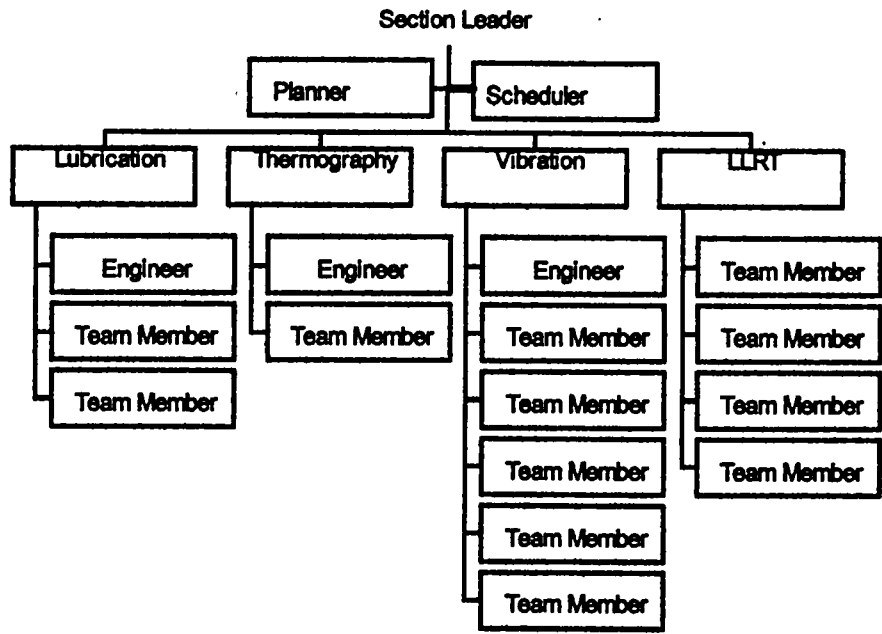 Section Leader
Planner
Scheduler
Lubrication
Thermography
Vibration
LLRT
Engineer
Team Member
Team Member
Engineer
Team Member
Engineer
Team Member
Team Member
Team Member
Team Member
Team Member
Team Member
Team Member
Team Member
Team Member